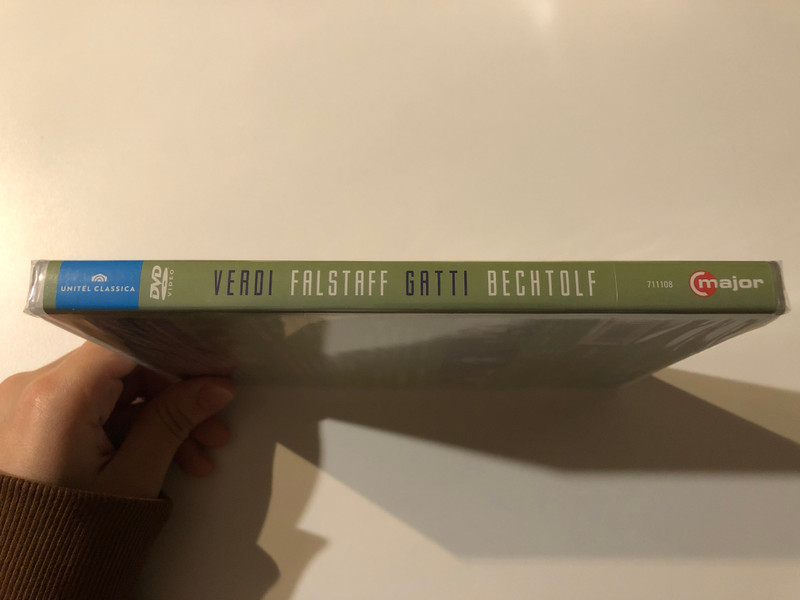 UNITEL CLASSICA
DVD
VIDEO
VERDI FALSTAFF GATTI BECHTOLF
711108
C major